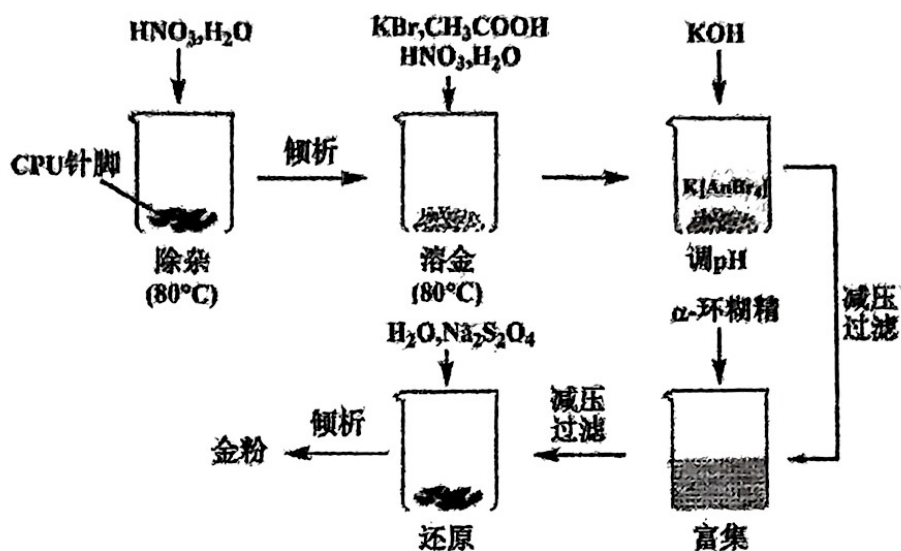 HNO₃,H₂O
KBr,CH₃COOH
HNO₃,H₂O
KOH
CPU针脚
倾析
K[AnBr₄]
除杂
(80°C)
溶金
(80°C)
调pH
减压
过滤
H₂O,Na₂S₂O₄
α-环糊精
金粉
倾析
减压
过滤
还原
富集